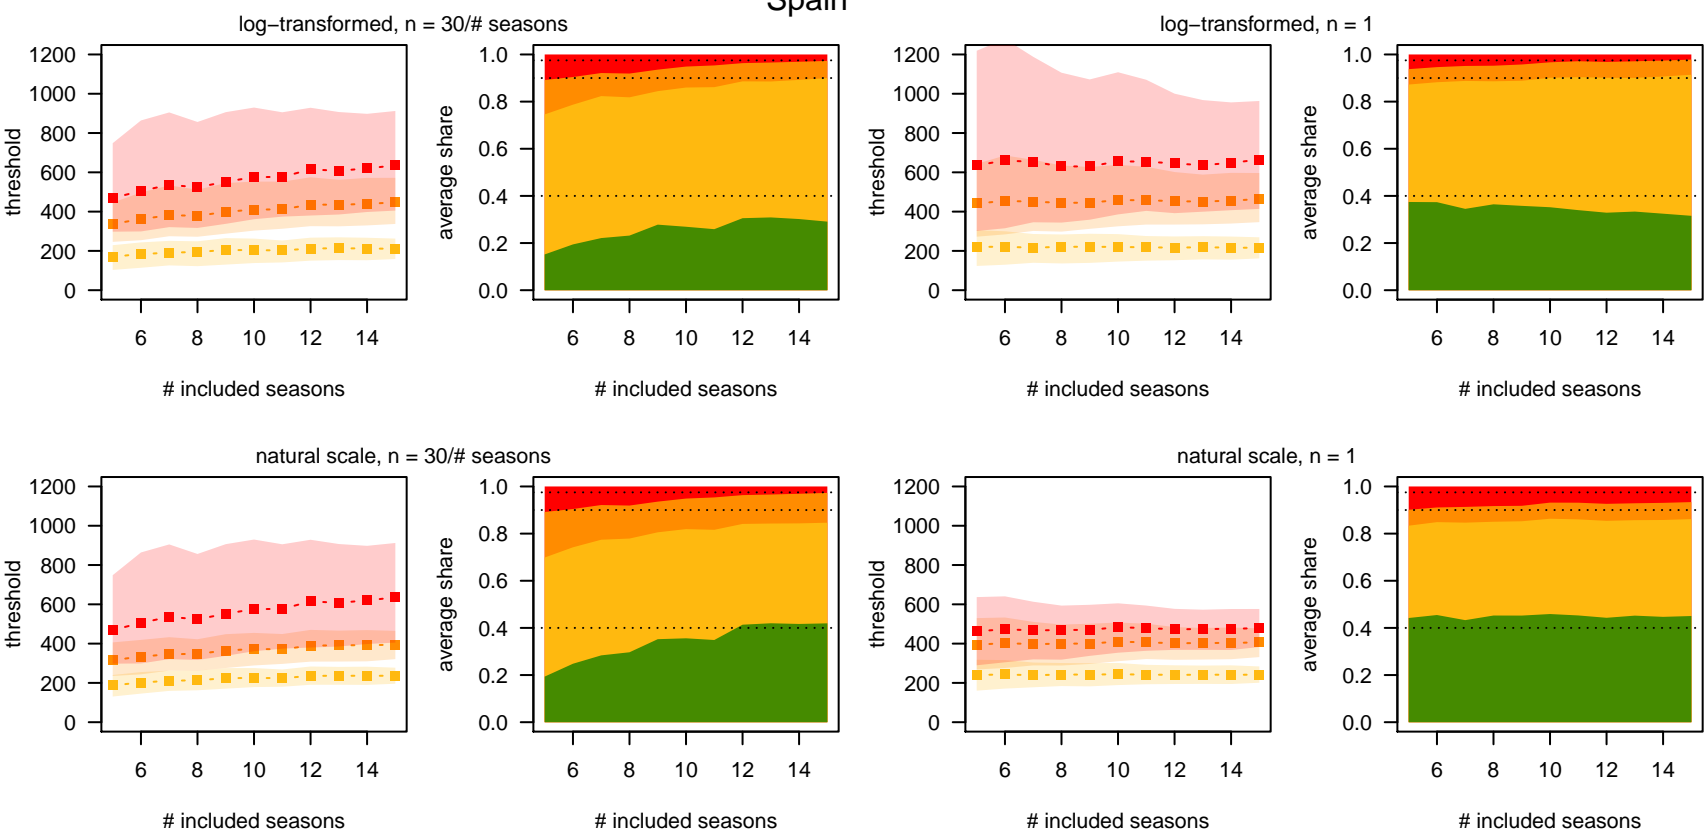 Spain
log−transformed, n = 30/# seasons
log−transformed, n = 1
1200
1000
800
600
400
200
0
threshold
6 8 10 12 14
# included seasons
1.0
0.8
0.6
0.4
0.2
0.0
average share
6 8 10 12 14
# included seasons
1200
1000
800
600
400
200
0
threshold
6 8 10 12 14
# included seasons
1.0
0.8
0.6
0.4
0.2
0.0
average share
6 8 10 12 14
# included seasons
natural scale, n = 30/# seasons
natural scale, n = 1
1200
1000
800
600
400
200
0
threshold
6 8 10 12 14
# included seasons
1.0
0.8
0.6
0.4
0.2
0.0
average share
6 8 10 12 14
# included seasons
1200
1000
800
600
400
200
0
threshold
6 8 10 12 14
# included seasons
1.0
0.8
0.6
0.4
0.2
0.0
average share
6 8 10 12 14
# included seasons